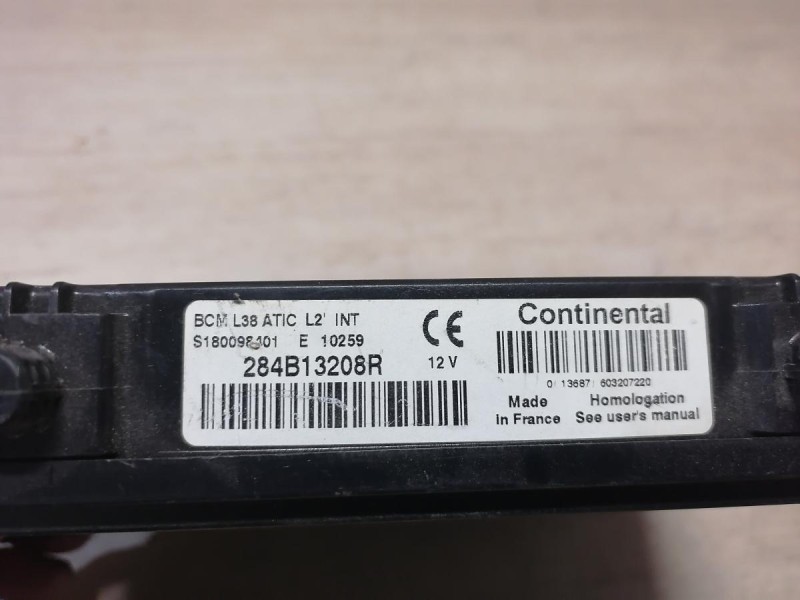 BCM L38 ATIC L2' INT
S180098401 E 10259
284B13208R 12 V
CE
Continental
0 13687 603207220
Made in France
Homologation See user's manual